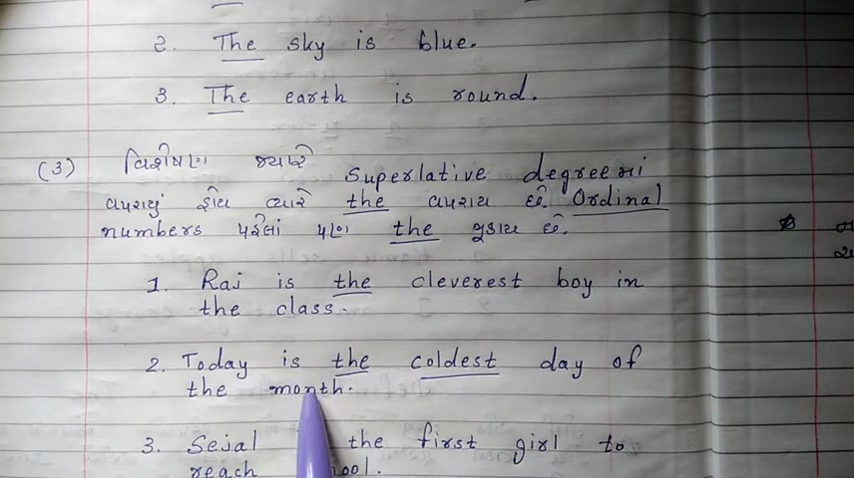 2. The sky is blue.
3. The earth is round.
(3) વિશેષણ જ્યારે Superlative degree માં
વપરાયું હોય ત્યારે the વપરાય છે. Ordinal
numbers પહેલાં પણ the મુકાય છે.
1. Raj is the cleverest boy in
the class.
2. Today is the coldest day of
the month.
3. Sejal the first girl to
reach